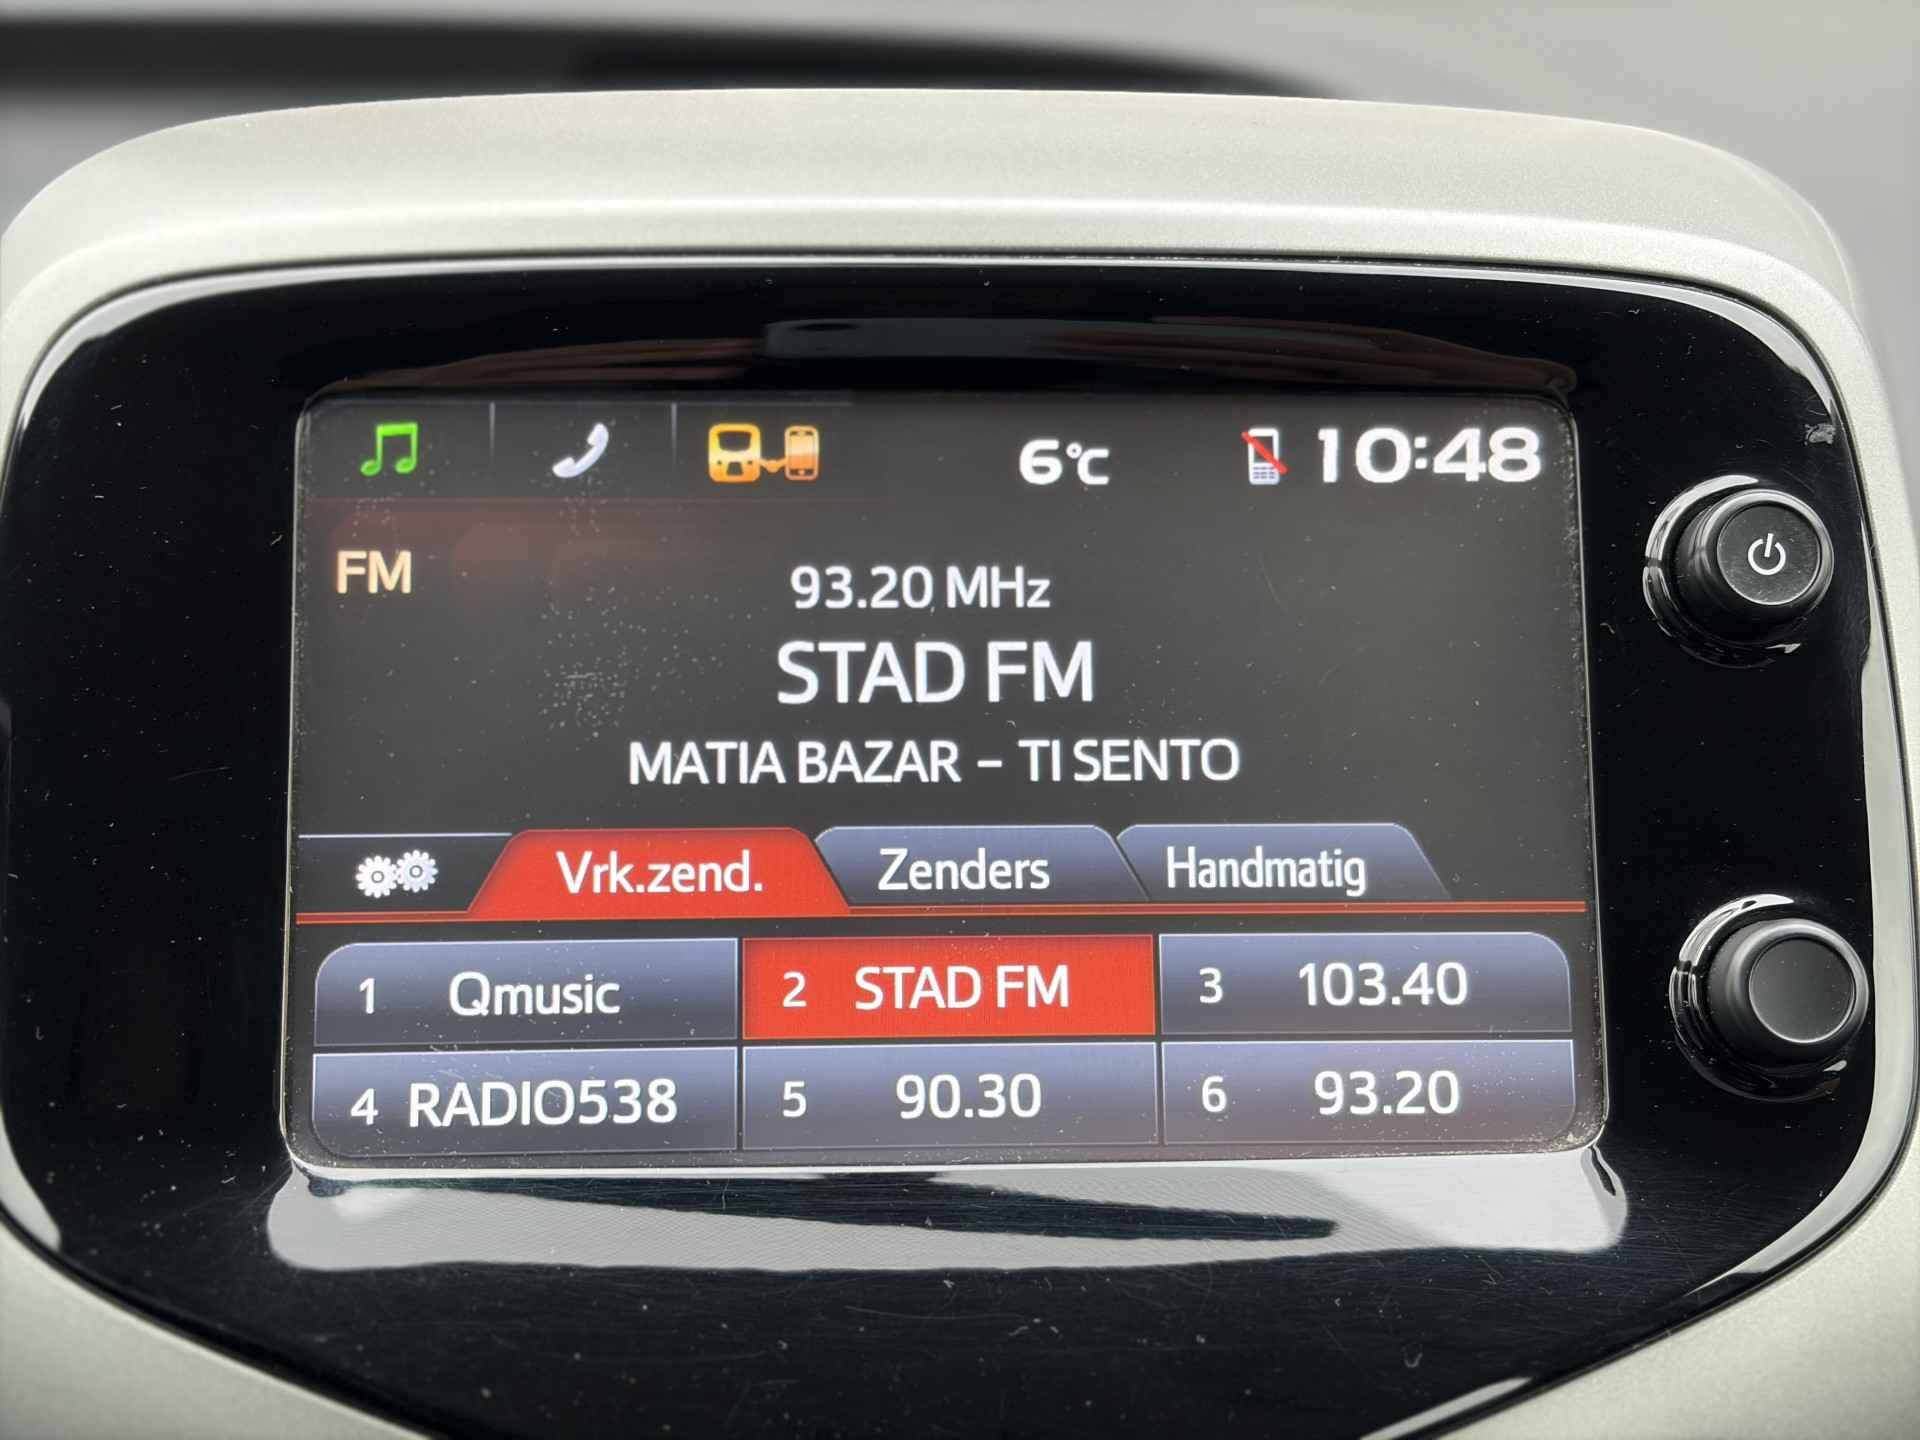 6°C 10:48
FM
93.20 MHz
STAD FM
MATIA BAZAR - TI SENTO
Vrk.zend. Zenders Handmatig
1 Qmusic 2 STAD FM 3 103.40
4 RADIO538 5 90.30 6 93.20